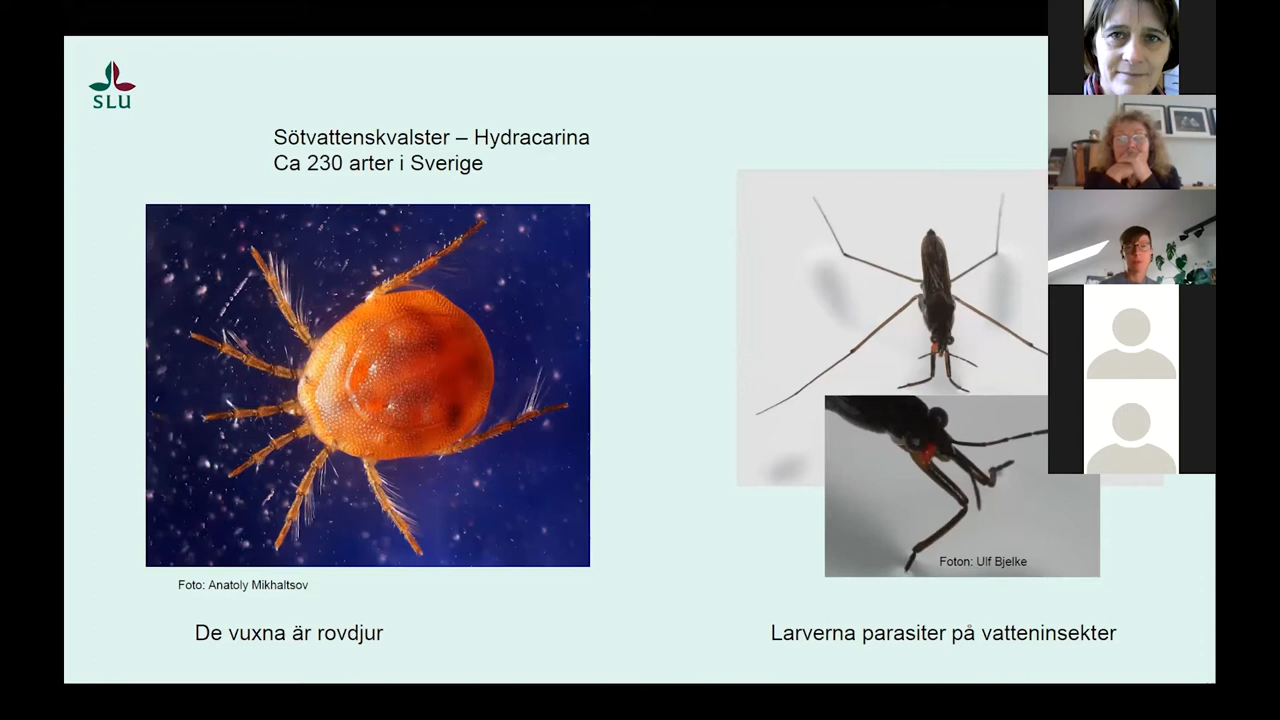 SLU
Sötvattenskvalster – Hydracarina
Ca 230 arter i Sverige
Foto: Anatoly Mikhaltsov
Foton: Ulf Bjelke
De vuxna är rovdjur
Larverna parasiter på vatteninsekter